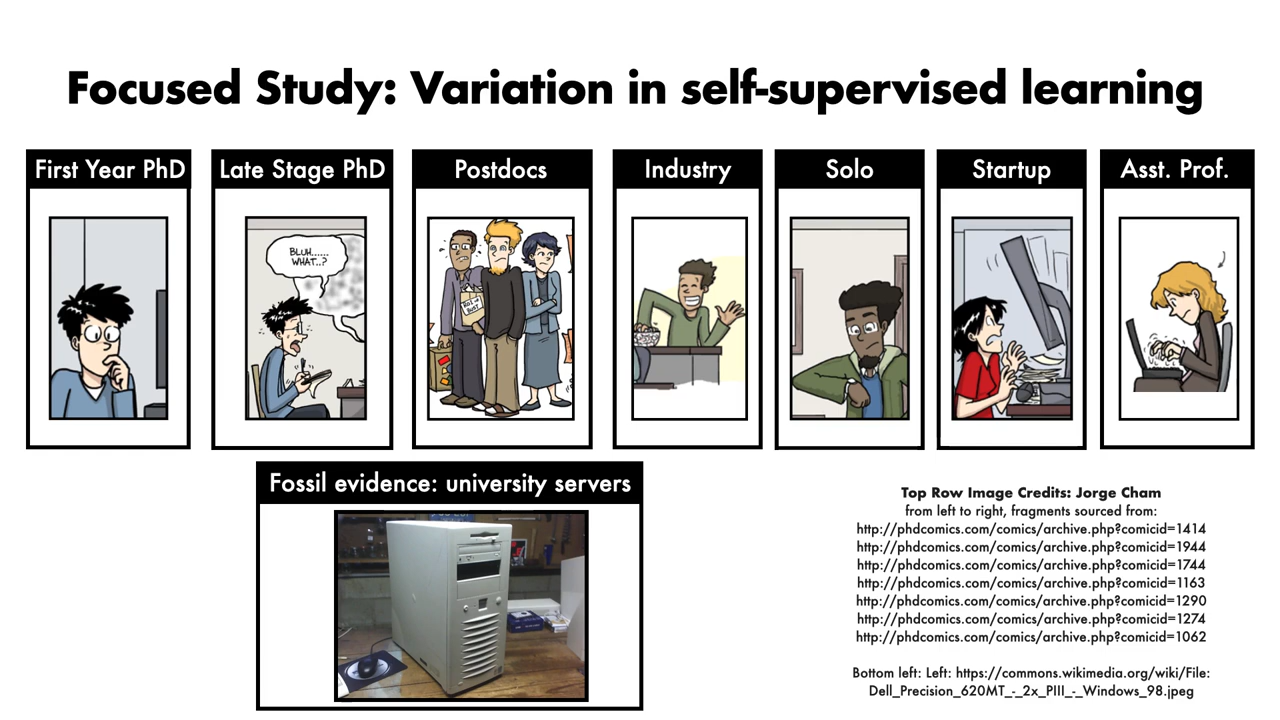 Focused Study: Variation in self-supervised learning
First Year PhD
Late Stage PhD
Postdocs
Industry
Solo
Startup
Asst. Prof.
BLUH......
WHAT..?
BUST
Fossil evidence: university servers
Top Row Image Credits: Jorge Cham
from left to right, fragments sourced from:
http://phdcomics.com/comics/archive.php?comicid=1414
http://phdcomics.com/comics/archive.php?comicid=1944
http://phdcomics.com/comics/archive.php?comicid=1744
http://phdcomics.com/comics/archive.php?comicid=1163
http://phdcomics.com/comics/archive.php?comicid=1290
http://phdcomics.com/comics/archive.php?comicid=1274
http://phdcomics.com/comics/archive.php?comicid=1062
Bottom left: Left: https://commons.wikimedia.org/wiki/File:
Dell_Precision_620MT_-_2x_PIII_-_Windows_98.jpeg